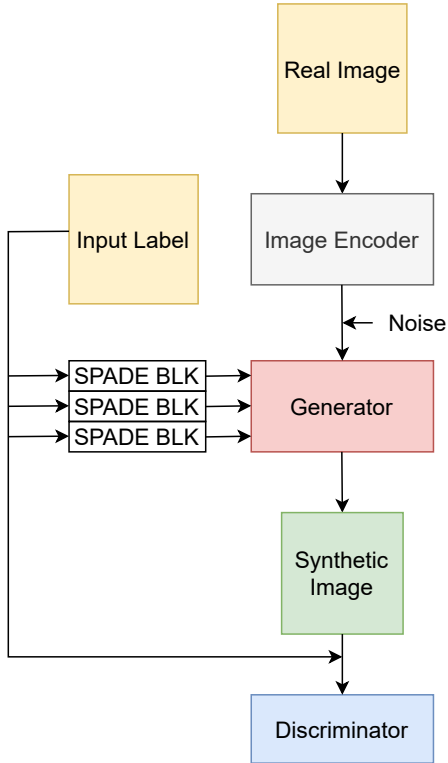 Real Image
Input Label
Image Encoder
Noise
SPADE BLK
SPADE BLK
SPADE BLK
Generator
Synthetic
Image
Discriminator